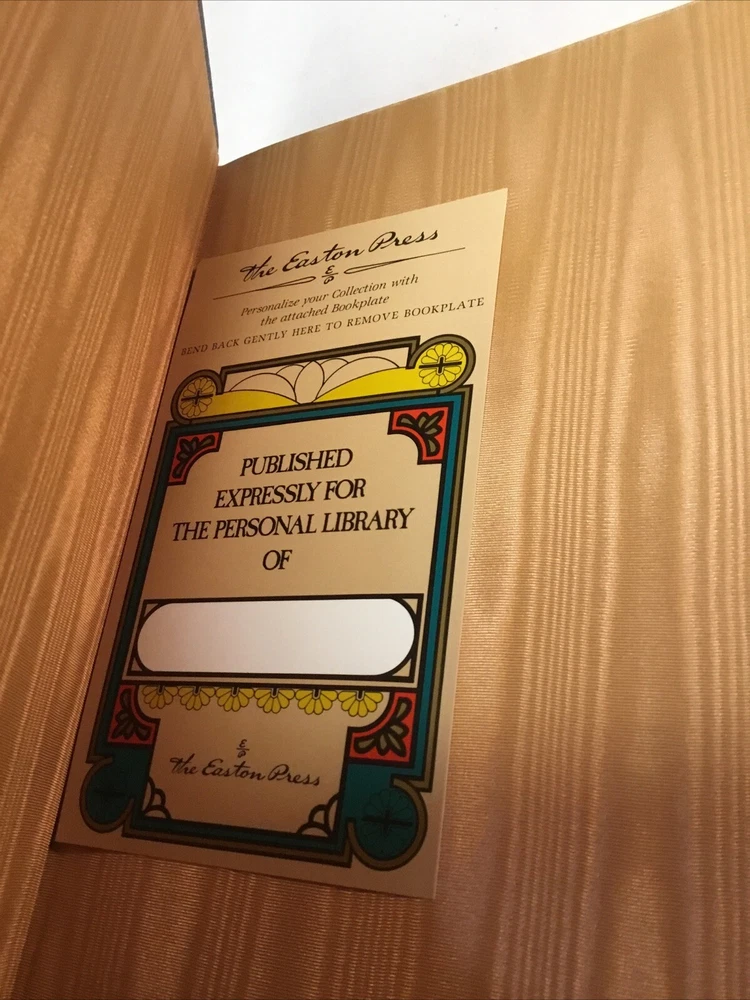 the Easton Press
E
P
Personalize your Collection with
the attached Bookplate
BEND BACK GENTLY HERE TO REMOVE BOOKPLATE
PUBLISHED
EXPRESSLY FOR
THE PERSONAL LIBRARY
OF
E
P
the Easton Press